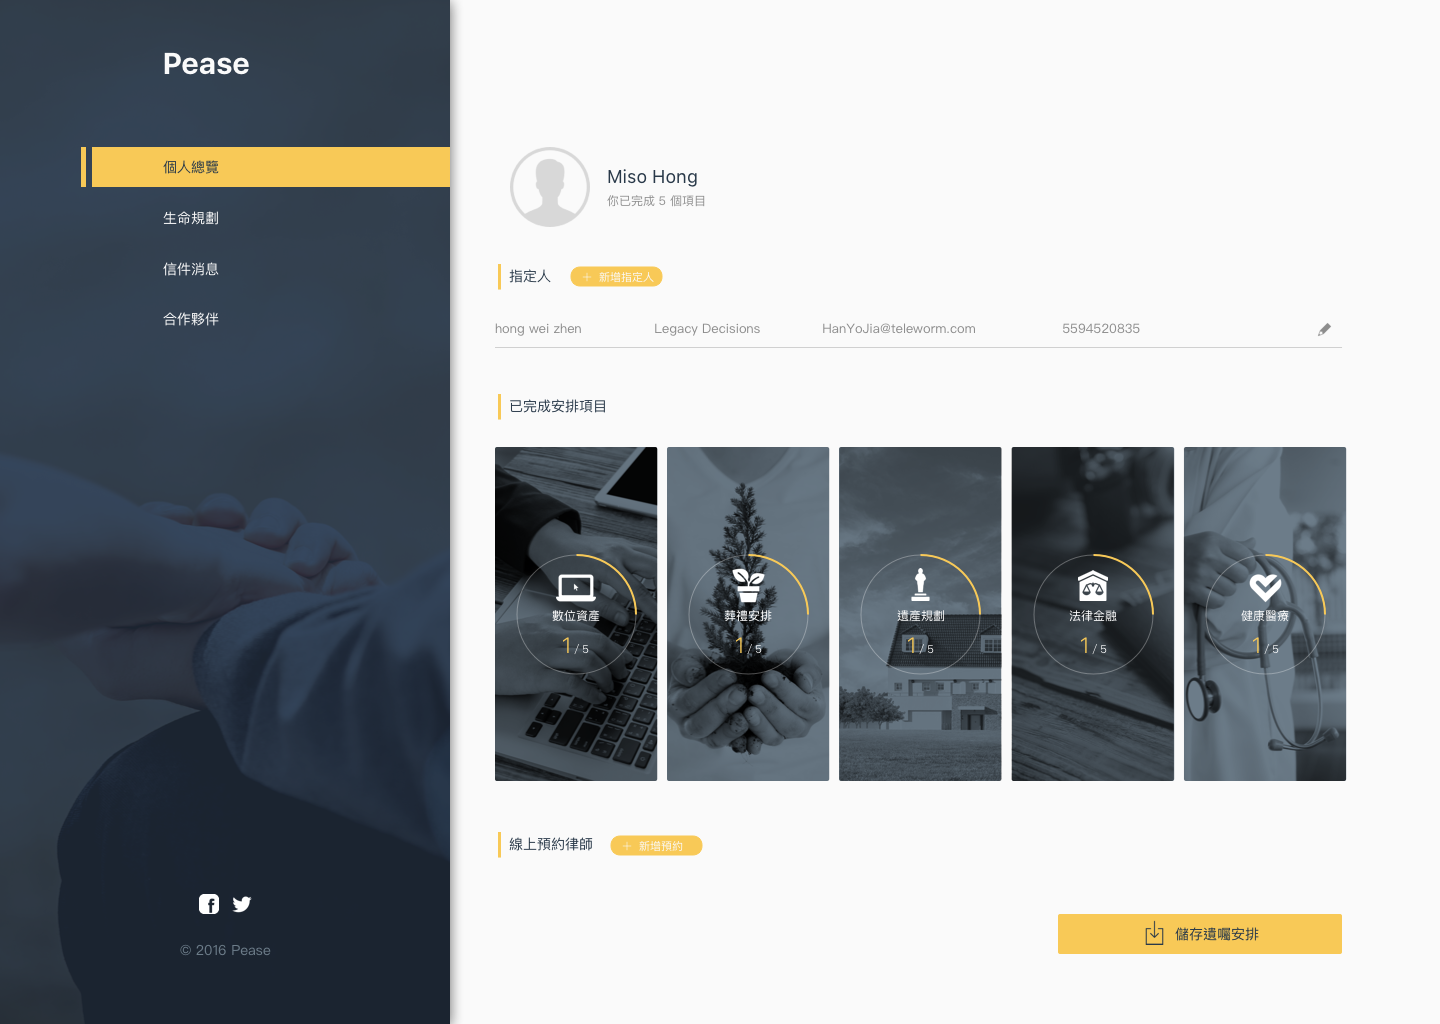 Pease
個人總覽
生命規劃
信件消息
合作夥伴
© 2016 Pease
Miso Hong
你已完成 5 個項目
指定人 + 新增指定人
hong wei zhen Legacy Decisions HanYoJia@teleworm.com 5594520835
已完成安排項目
數位資產
1 / 5
葬禮安排
1 / 5
遺產規劃
1 / 5
法律金融
1 / 5
健康醫療
1 / 5
線上預約律師 + 新增預約
儲存遺囑安排